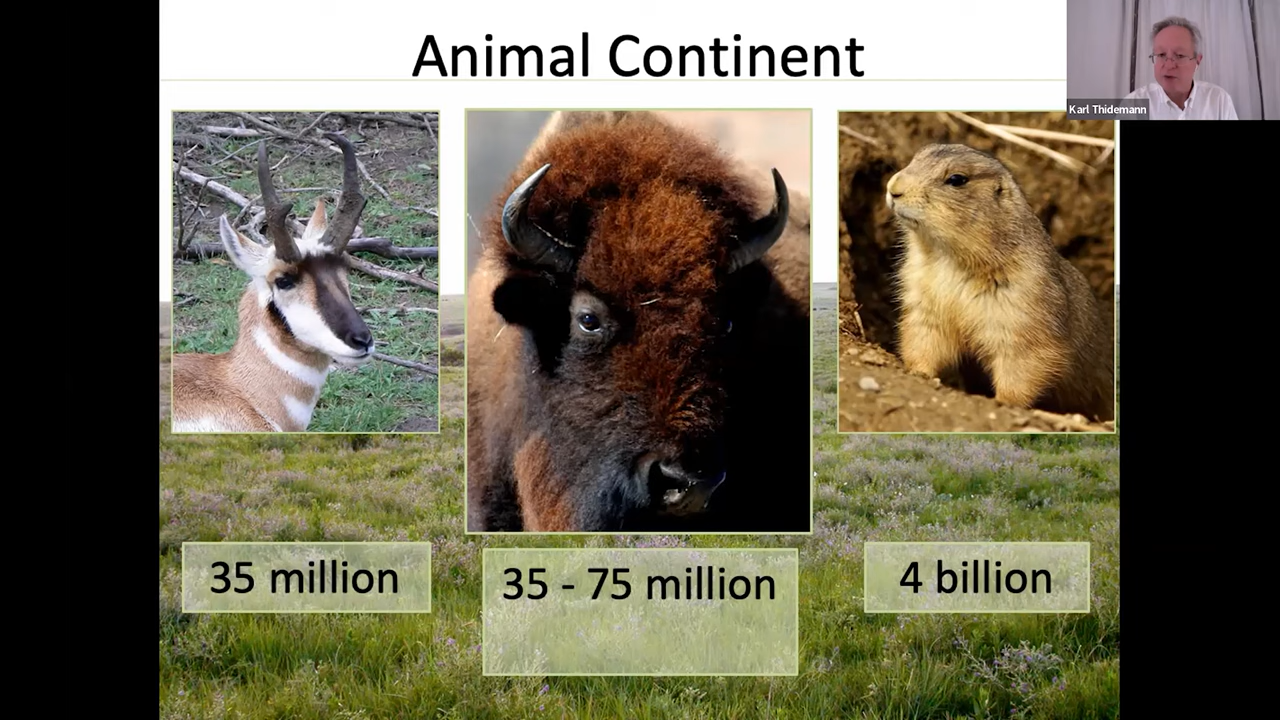 Animal Continent
Karl Thidemann
35 million
35 - 75 million
4 billion